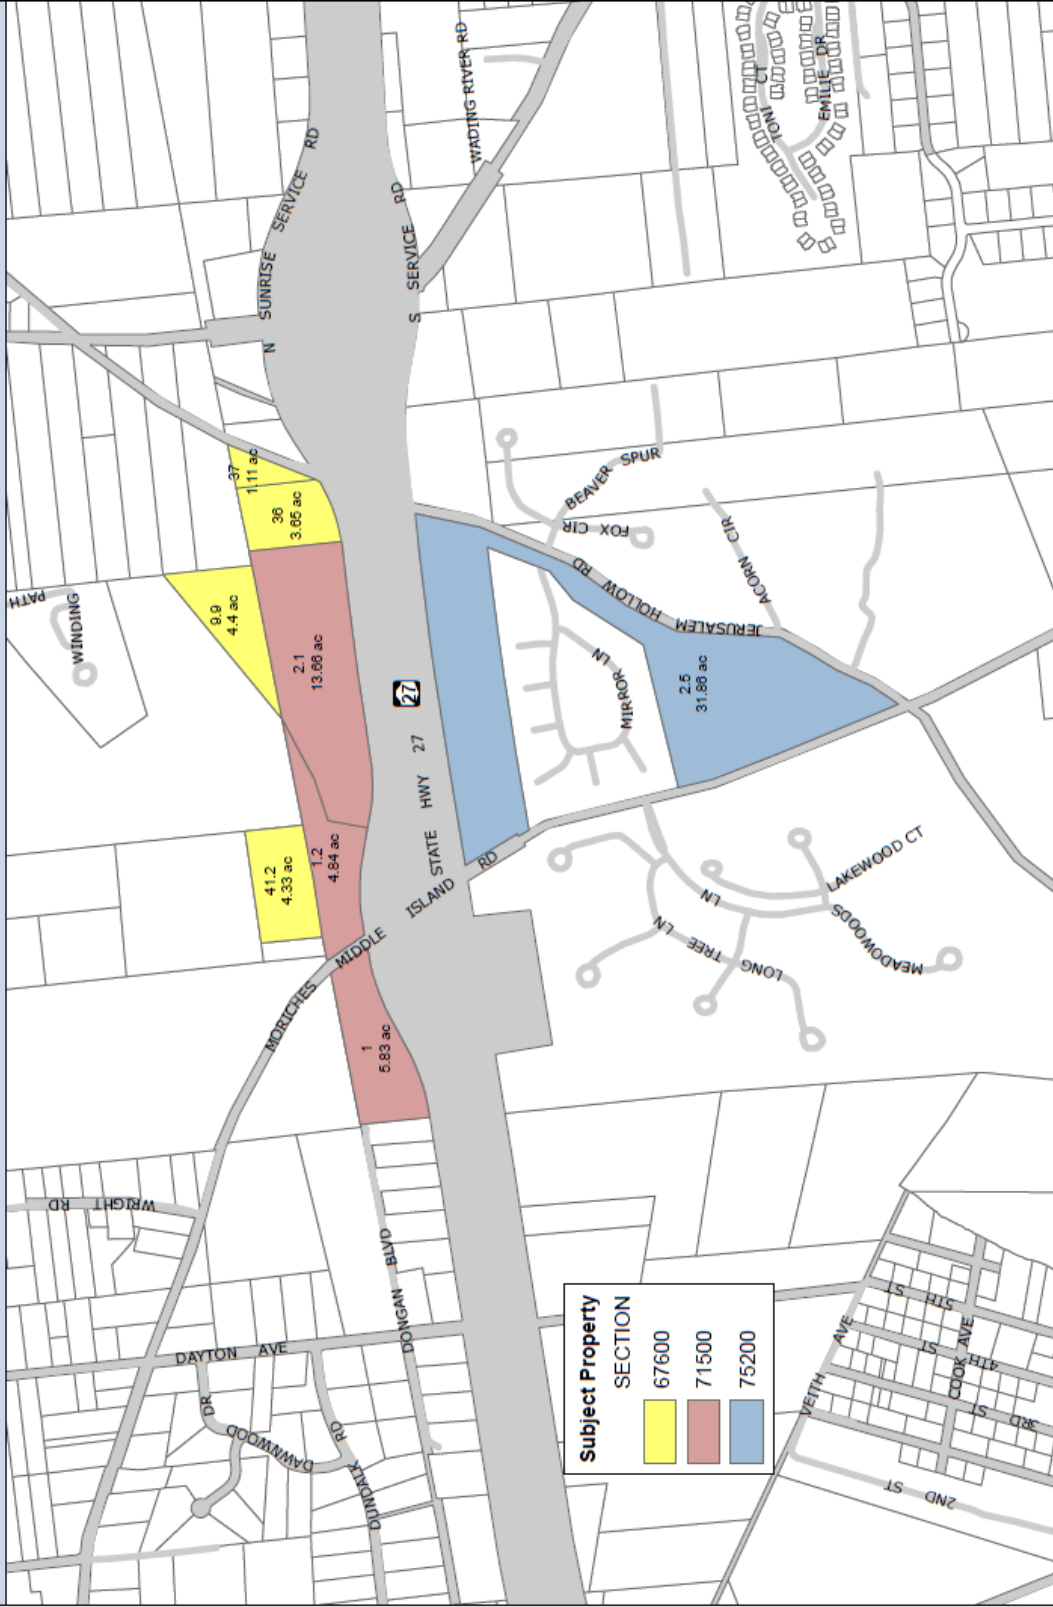 WRIGHT RD
DAYTON AVE
DAWNWOOD DR
DUNDALK RD
DONGAN BLVD
MORICHES MIDDLE ISLAND RD
1
5.83 ac
41.2
4.33 ac
1.2
4.84 ac
9.9
4.4 ac
2.1
13.66 ac
36
3.65 ac
37
1.11 ac
WINDING PATH
N SUNRISE SERVICE RD
S SERVICE RD
WADING RIVER RD
STATE HWY 27
27
2.5
31.86 ac
MIRROR LN
JERUSALEM HOLLOW RD
BEAVER SPUR
FOX CIR
ACORN CIR
TONI CT
EMILIE DR
LONG TREE LN
LN
MEADOWOODS
LAKEWOOD CT
VEITH AVE
COOK AVE
5TH ST
4TH ST
3RD ST
2ND ST
Subject Property
SECTION
67600
71500
75200